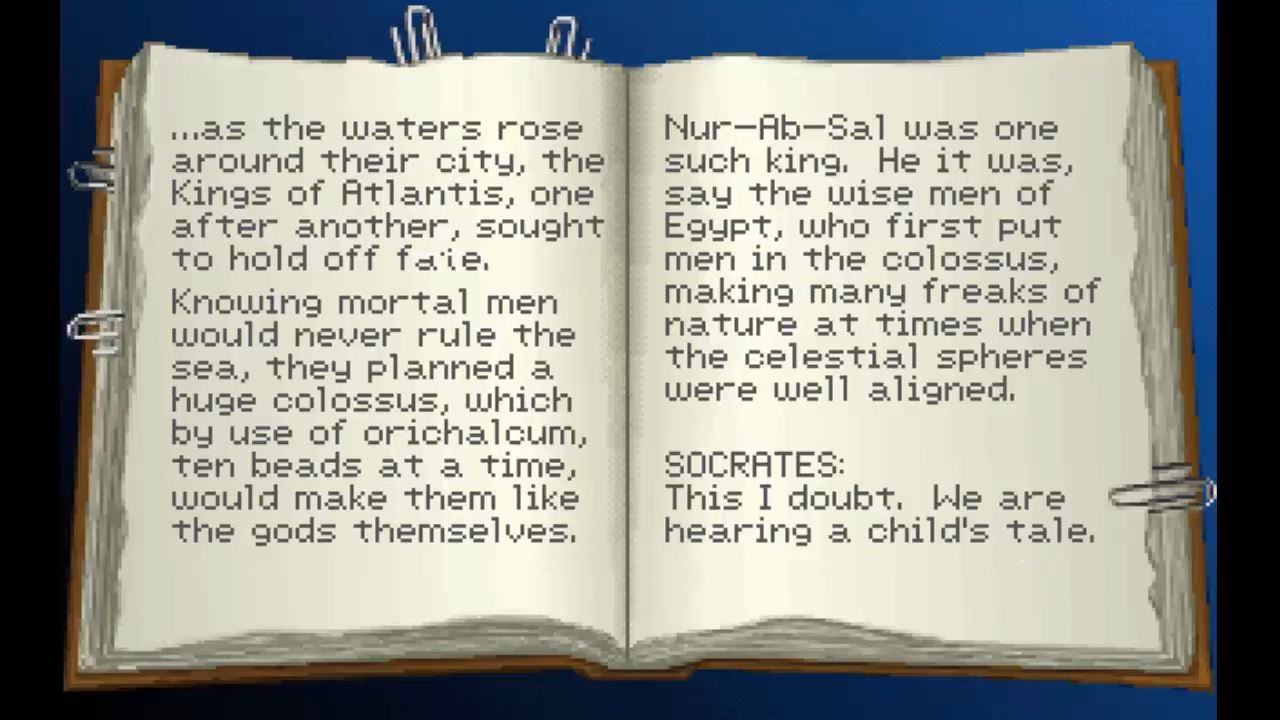 ...as the waters rose
around their city, the
Kings of Atlantis, one
after another, sought
to hold off fate.
Knowing mortal men
would never rule the
sea, they planned a
huge colossus, which
by use of orichalcum,
ten beads at a time,
would make them like
the gods themselves.
Nur-Ab-Sal was one
such king.  He it was,
say the wise men of
Egypt, who first put
men in the colossus,
making many freaks of
nature at times when
the celestial spheres
were well aligned.
SOCRATES:
This I doubt.  We are
hearing a child's tale.